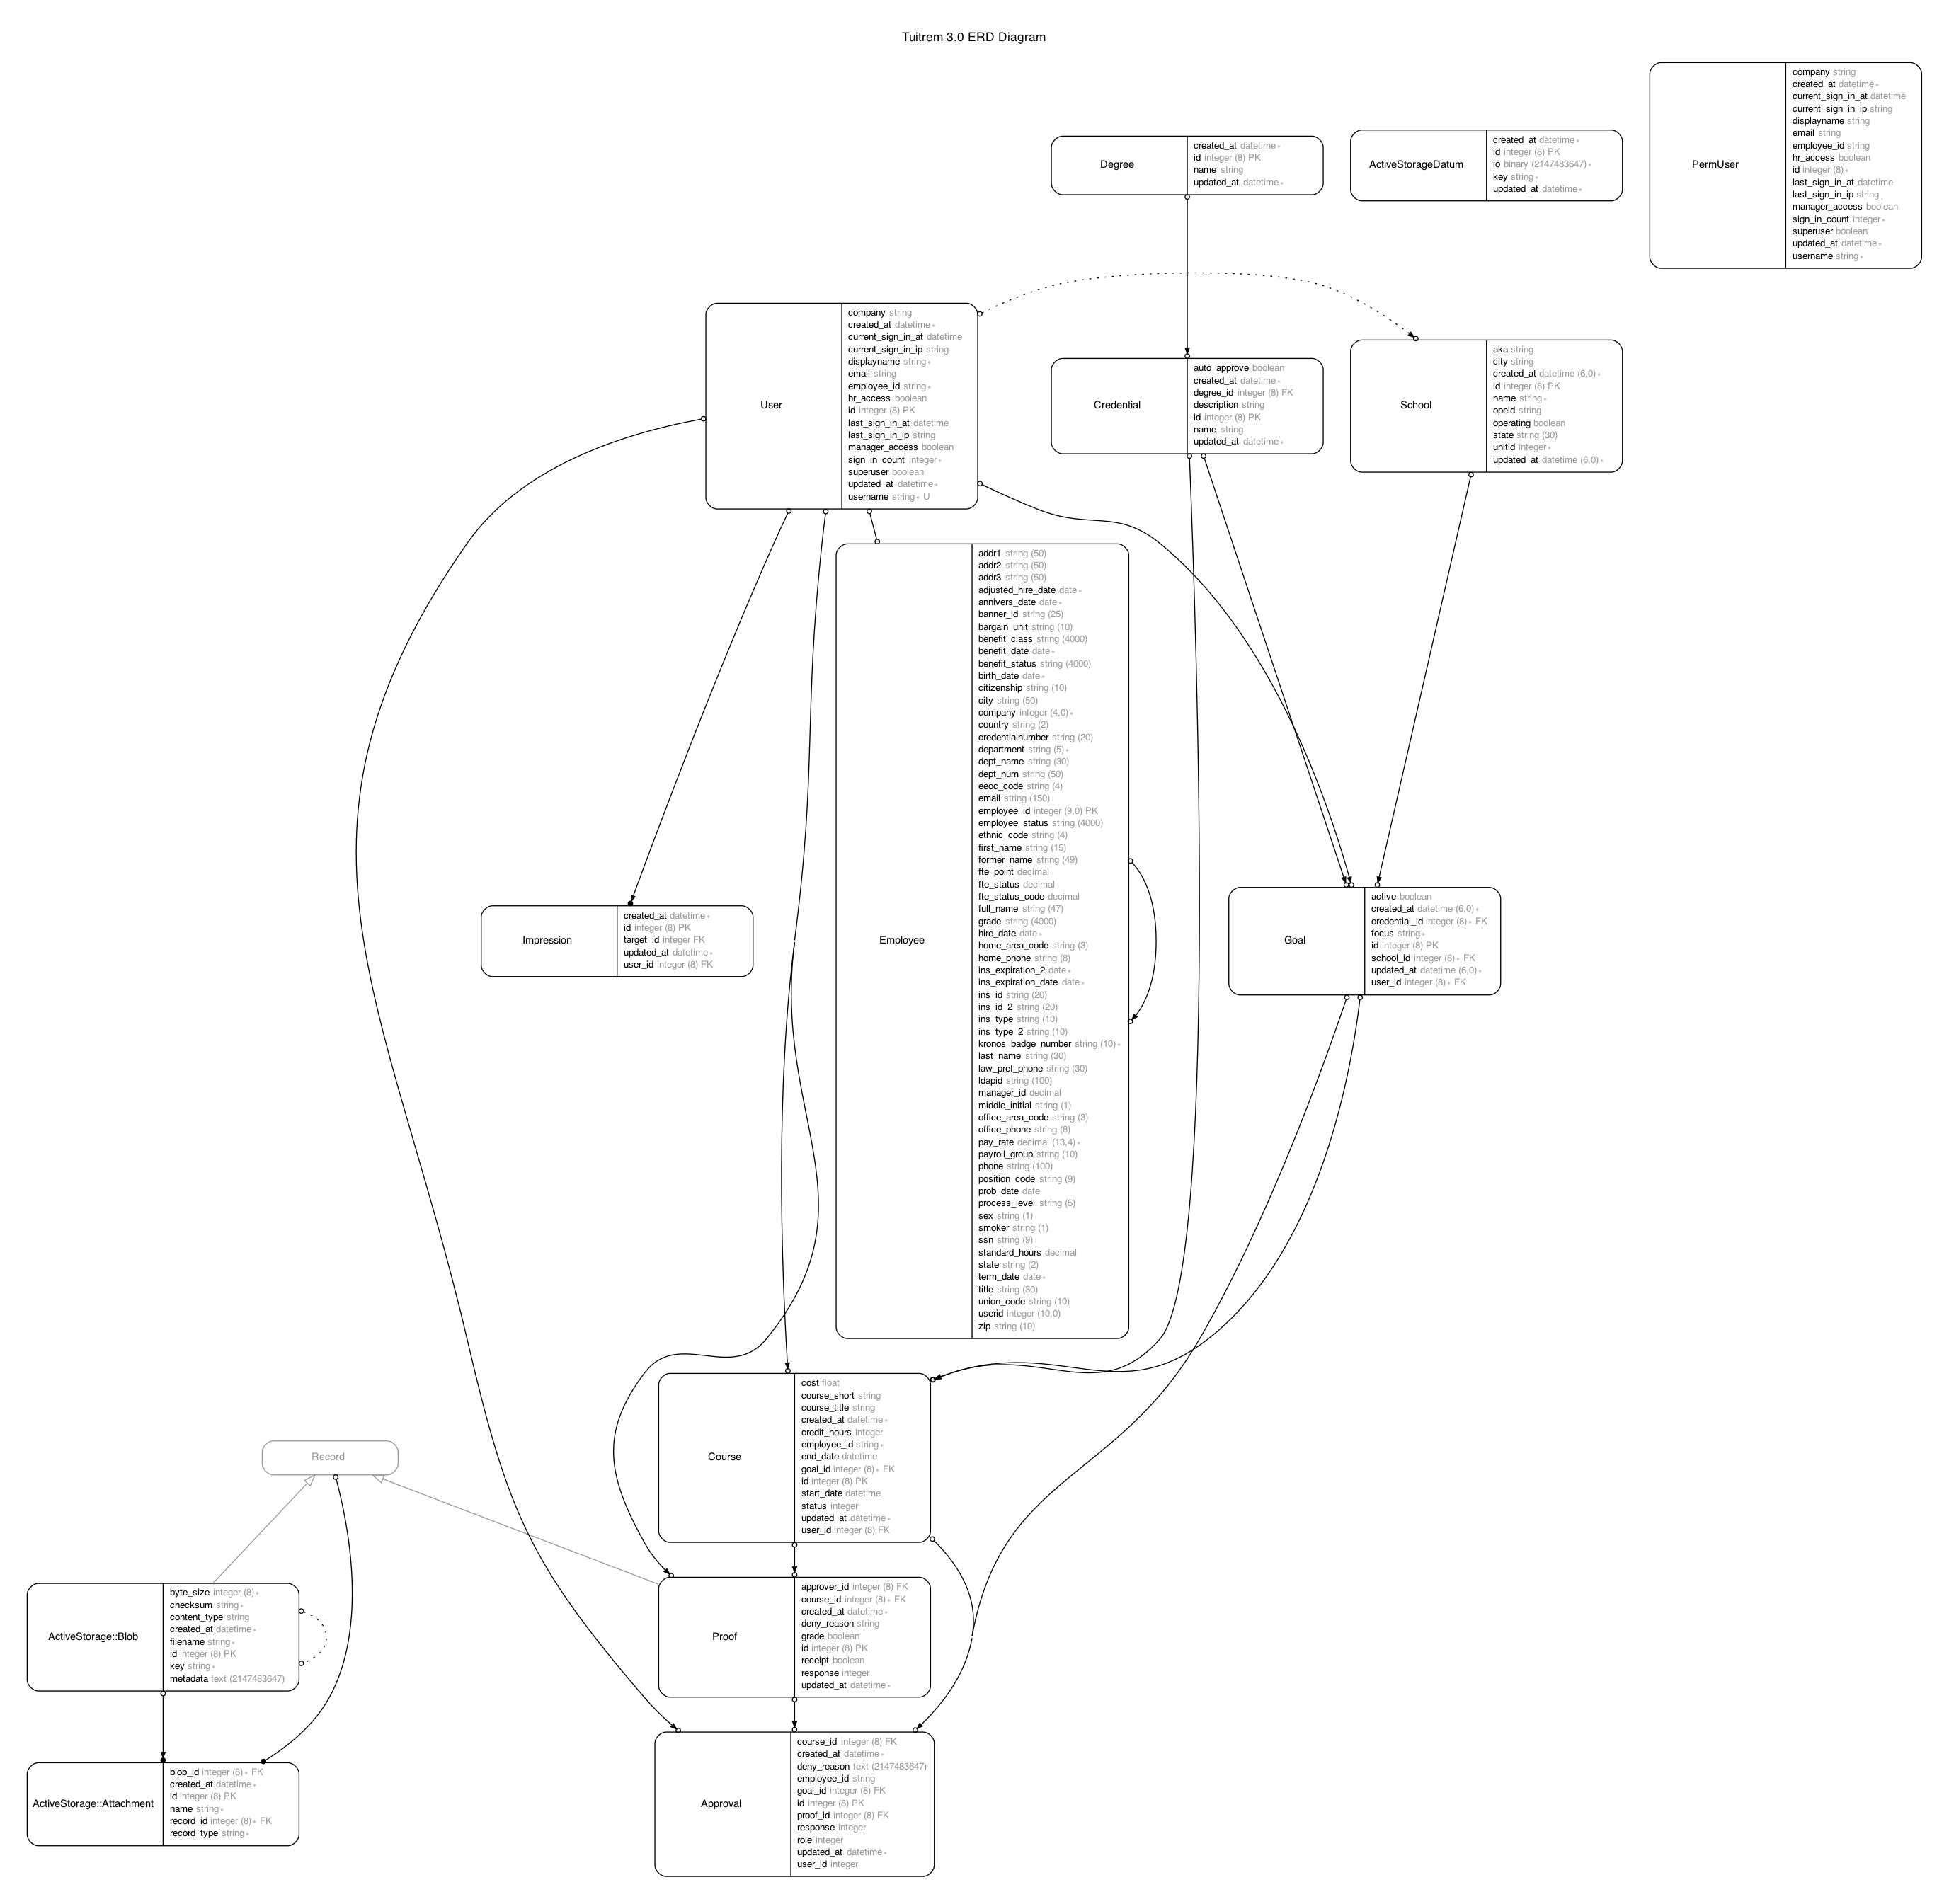 Tuitrem 3.0 ERD Diagram
PermUser
company string
created_at datetime ∗
current_sign_in_at datetime
current_sign_in_ip string
displayname string
email string
employee_id string
hr_access boolean
id integer (8) ∗
last_sign_in_at datetime
last_sign_in_ip string
manager_access boolean
sign_in_count integer ∗
superuser boolean
updated_at datetime ∗
username string ∗
Degree
created_at datetime ∗
id integer (8) PK
name string
updated_at datetime ∗
ActiveStorageDatum
created_at datetime ∗
id integer (8) PK
io binary (2147483647) ∗
key string ∗
updated_at datetime ∗
User
company string
created_at datetime ∗
current_sign_in_at datetime
current_sign_in_ip string
displayname string ∗
email string
employee_id string ∗
hr_access boolean
id integer (8) PK
last_sign_in_at datetime
last_sign_in_ip string
manager_access boolean
sign_in_count integer ∗
superuser boolean
updated_at datetime ∗
username string ∗ U
Credential
auto_approve boolean
created_at datetime ∗
degree_id integer (8) FK
description string
id integer (8) PK
name string
updated_at datetime ∗
School
aka string
city string
created_at datetime (6,0) ∗
id integer (8) PK
name string ∗
opeid string
operating boolean
state string (30)
unitid integer ∗
updated_at datetime (6,0) ∗
Employee
addr1 string (50)
addr2 string (50)
addr3 string (50)
adjusted_hire_date date ∗
annivers_date date ∗
banner_id string (25)
bargain_unit string (10)
benefit_class string (4000)
benefit_date date ∗
benefit_status string (4000)
birth_date date ∗
citizenship string (10)
city string (50)
company integer (4,0) ∗
country string (2)
credentialnumber string (20)
department string (5) ∗
dept_name string (30)
dept_num string (50)
eeoc_code string (4)
email string (150)
employee_id integer (9,0) PK
employee_status string (4000)
ethnic_code string (4)
first_name string (15)
former_name string (49)
fte_point decimal
fte_status decimal
fte_status_code decimal
full_name string (47)
grade string (4000)
hire_date date ∗
home_area_code string (3)
home_phone string (8)
ins_expiration_2 date ∗
ins_expiration_date date ∗
ins_id string (20)
ins_id_2 string (20)
ins_type string (10)
ins_type_2 string (10)
kronos_badge_number string (10) ∗
last_name string (30)
law_pref_phone string (30)
ldapid string (100)
manager_id decimal
middle_initial string (1)
office_area_code string (3)
office_phone string (8)
pay_rate decimal (13,4) ∗
payroll_group string (10)
phone string (100)
position_code string (9)
prob_date date
process_level string (5)
sex string (1)
smoker string (1)
ssn string (9)
standard_hours decimal
state string (2)
term_date date ∗
title string (30)
union_code string (10)
userid integer (10,0)
zip string (10)
Impression
created_at datetime ∗
id integer (8) PK
target_id integer FK
updated_at datetime ∗
user_id integer (8) FK
Goal
active boolean
created_at datetime (6,0) ∗
credential_id integer (8) ∗ FK
focus string ∗
id integer (8) PK
school_id integer (8) ∗ FK
updated_at datetime (6,0) ∗
user_id integer (8) ∗ FK
Course
cost float
course_short string
course_title string
created_at datetime ∗
credit_hours integer
employee_id string ∗
end_date datetime
goal_id integer (8) ∗ FK
id integer (8) PK
start_date datetime
status integer
updated_at datetime ∗
user_id integer (8) FK
Record
ActiveStorage::Blob
byte_size integer (8) ∗
checksum string ∗
content_type string
created_at datetime ∗
filename string ∗
id integer (8) PK
key string ∗
metadata text (2147483647)
Proof
approver_id integer (8) FK
course_id integer (8) ∗ FK
created_at datetime ∗
deny_reason string
grade boolean
id integer (8) PK
receipt boolean
response integer
updated_at datetime ∗
ActiveStorage::Attachment
blob_id integer (8) ∗ FK
created_at datetime ∗
id integer (8) PK
name string ∗
record_id integer (8) ∗ FK
record_type string ∗
Approval
course_id integer (8) FK
created_at datetime ∗
deny_reason text (2147483647)
employee_id string
goal_id integer (8) FK
id integer (8) PK
proof_id integer (8) FK
response integer
role integer
updated_at datetime ∗
user_id integer